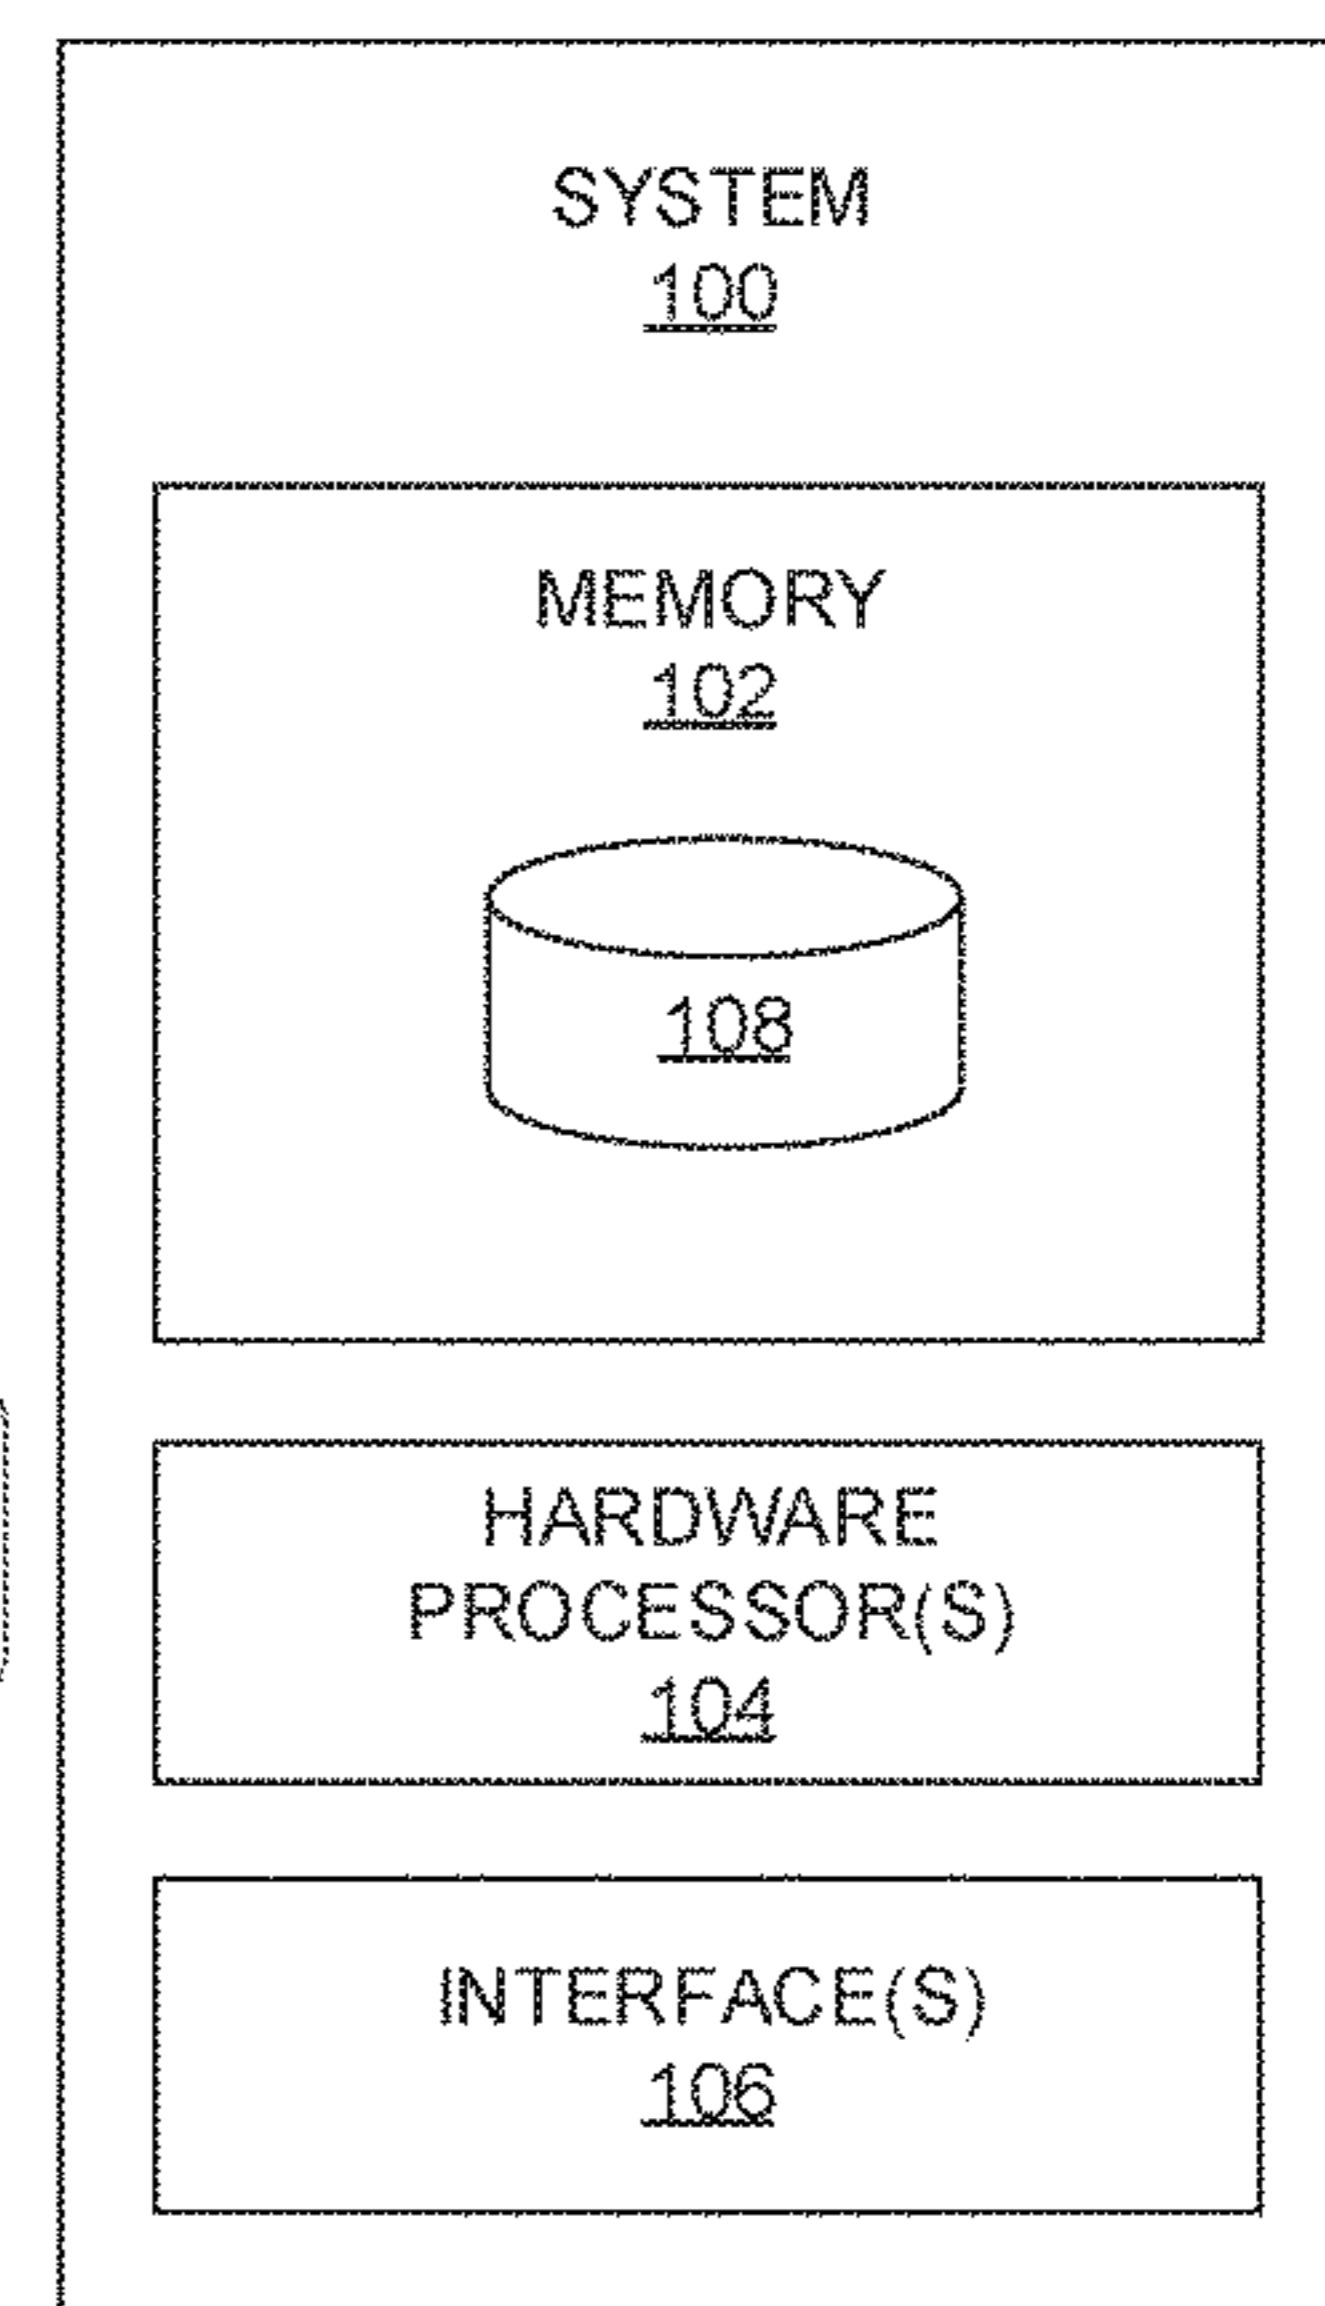 SYSTEM
100
MEMORY
102
108
HARDWARE
PROCESSOR(S)
104
INTERFACE(S)
106